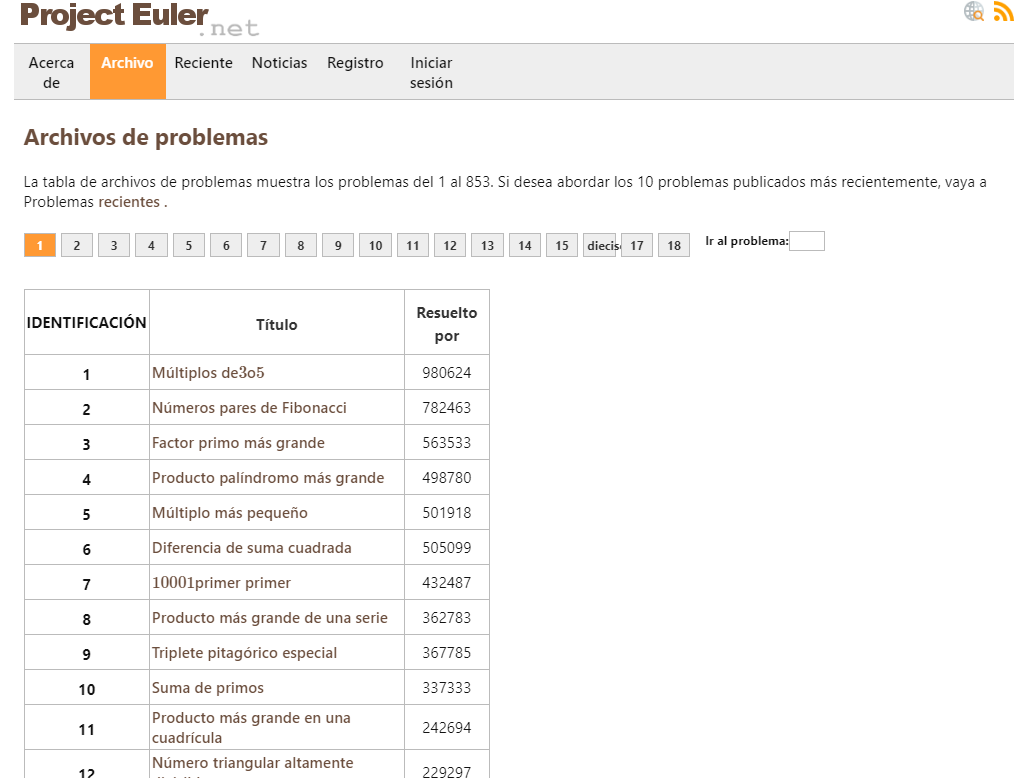 Project Euler
.net
Acerca de Archivo Reciente Noticias Registro Iniciar sesión
Archivos de problemas
La tabla de archivos de problemas muestra los problemas del 1 al 853. Si desea abordar los 10 problemas publicados más recientemente, vaya a
Problemas recientes .
1 2 3 4 5 6 7 8 9 10 11 12 13 14 15 diecis 17 18 Ir al problema:
IDENTIFICACIÓN Título Resuelto por
1 Múltiplos de3o5 980624
2 Números pares de Fibonacci 782463
3 Factor primo más grande 563533
4 Producto palíndromo más grande 498780
5 Múltiplo más pequeño 501918
6 Diferencia de suma cuadrada 505099
7 10001primer primer 432487
8 Producto más grande de una serie 362783
9 Triplete pitagórico especial 367785
10 Suma de primos 337333
11 Producto más grande en una cuadrícula 242694
12 Número triangular altamente 229297